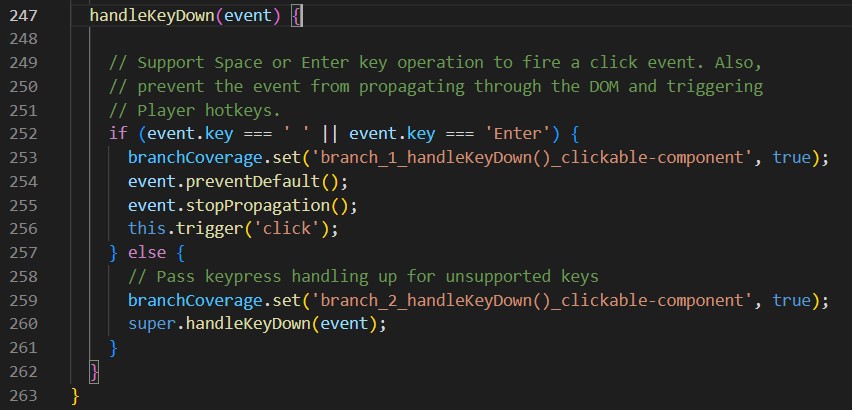 247 handleKeyDown(event) {
248
249 // Support Space or Enter key operation to fire a click event. Also,
250 // prevent the event from propagating through the DOM and triggering
251 // Player hotkeys.
252 if (event.key === ' ' || event.key === 'Enter') {
253 branchCoverage.set('branch_1_handleKeyDown()_clickable-component', true);
254 event.preventDefault();
255 event.stopPropagation();
256 this.trigger('click');
257 } else {
258 // Pass keypress handling up for unsupported keys
259 branchCoverage.set('branch_2_handleKeyDown()_clickable-component', true);
260 super.handleKeyDown(event);
261 }
262 }
263 }